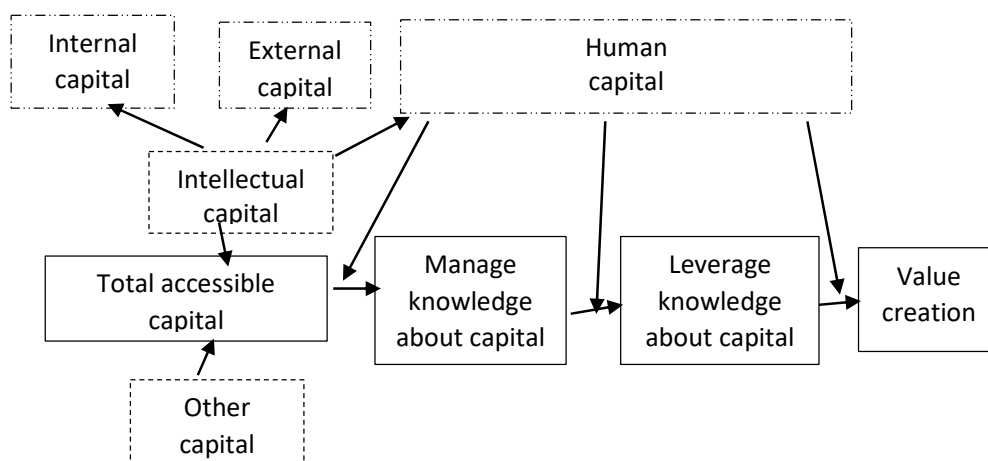 Internal
capital
External
capital
Human
capital
Intellectual
capital
Total accessible
capital
Manage
knowledge
about capital
Leverage
knowledge
about capital
Value
creation
Other
capital